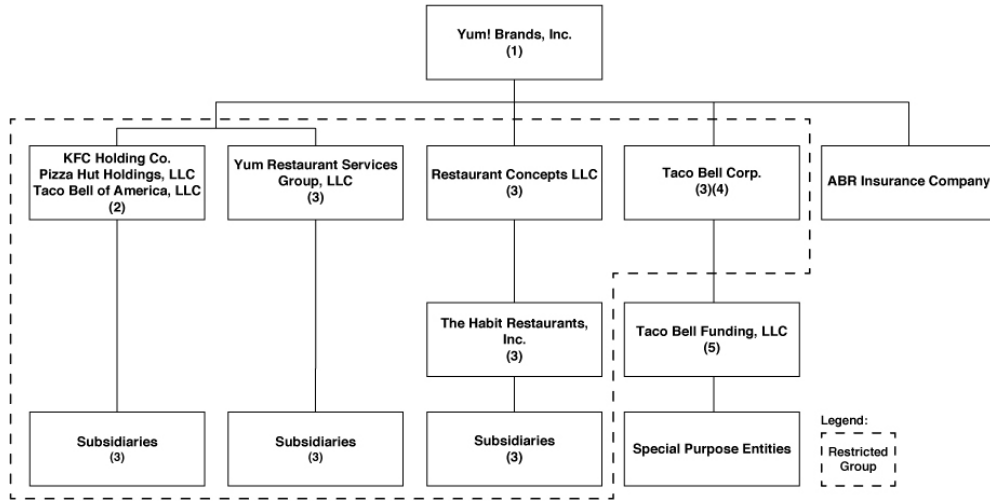 Yum! Brands, Inc.
(1)
KFC Holding Co.
Pizza Hut Holdings, LLC
Taco Bell of America, LLC
(2)
Yum Restaurant Services
Group, LLC
(3)
Restaurant Concepts LLC
(3)
Taco Bell Corp.
(3)(4)
ABR Insurance Company
The Habit Restaurants,
Inc.
(3)
Taco Bell Funding, LLC
(5)
Subsidiaries
(3)
Subsidiaries
(3)
Subsidiaries
(3)
Special Purpose Entities
Legend:
Restricted
Group